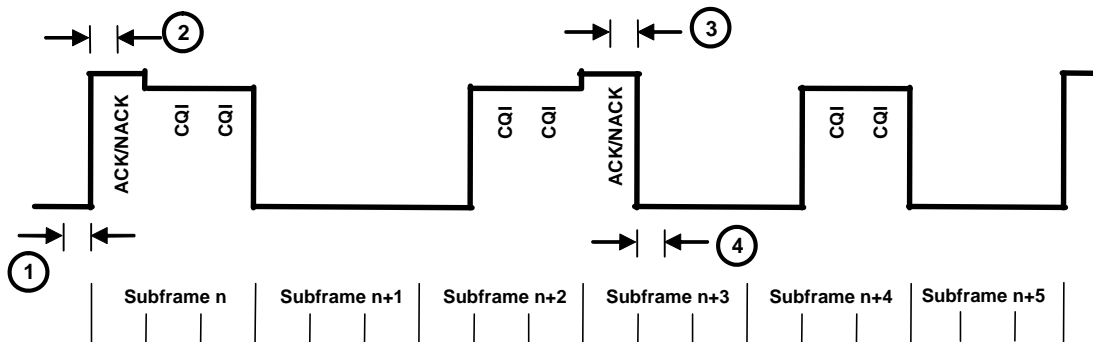 2
3
ACK/NACK
CQI
CQI
CQI
CQI
ACK/NACK
CQI
CQI
1
4
Subframe n
Subframe n+1
Subframe n+2
Subframe n+3
Subframe n+4
Subframe n+5